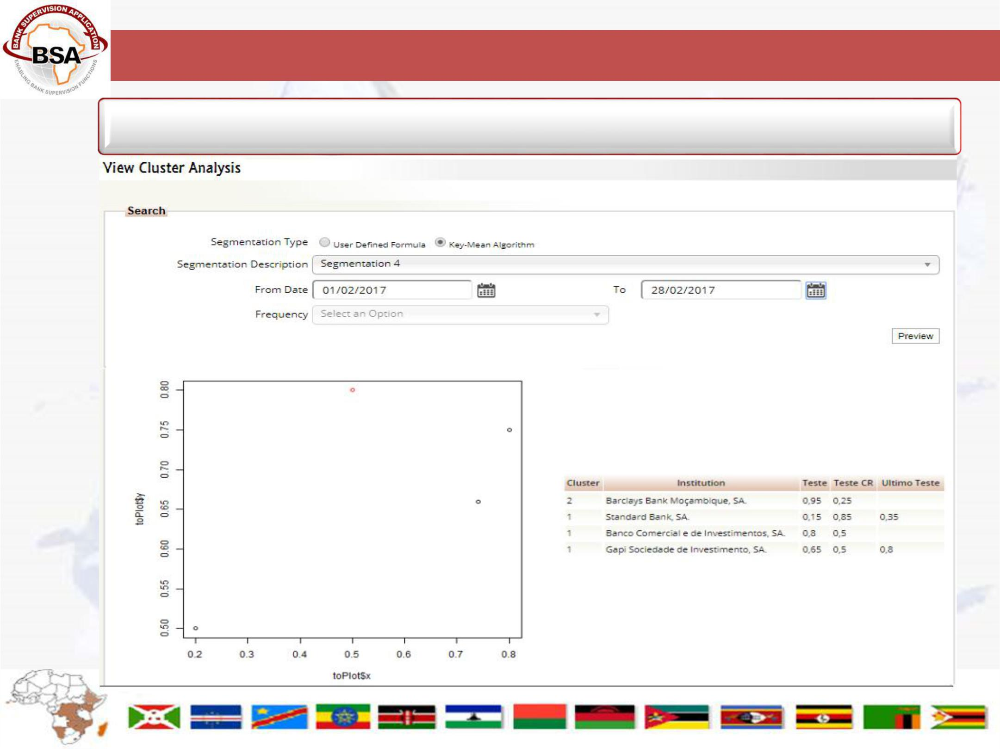 BANK SUPERVISION APPLICATION
BSA
ENABLING BANK SUPERVISION FUNCTIONS
View Cluster Analysis
Search
Segmentation Type User Defined Formula Key-Mean Algorithm
Segmentation Description Segmentation 4
From Date 01/02/2017 To 28/02/2017
Frequency Select an Option
Preview
0.80
0.75
0.70
0.65
0.60
0.55
0.50
toPlot$y
0.2 0.3 0.4 0.5 0.6 0.7 0.8
toPlot$x
Cluster Institution Teste Teste CR Ultimo Teste
2 Barclays Bank Moçambique, SA. 0,95 0,25
1 Standard Bank, SA. 0,15 0,85 0,35
1 Banco Comercial e de Investimentos, SA. 0,8 0,5
1 Gapi Sociedade de Investimento, SA. 0,65 0,5 0,8